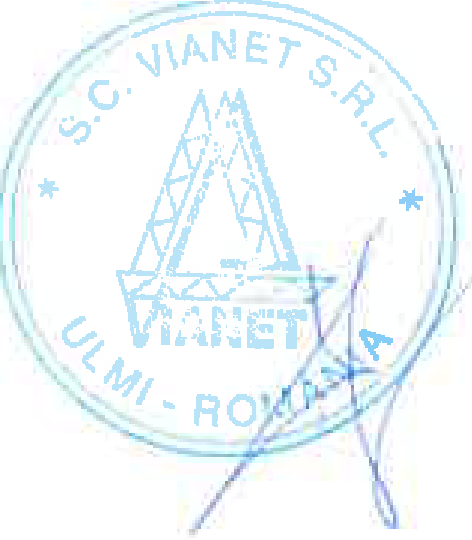 S.C. VIANET S.R.L.
VIANET
ULMI - ROMANIA